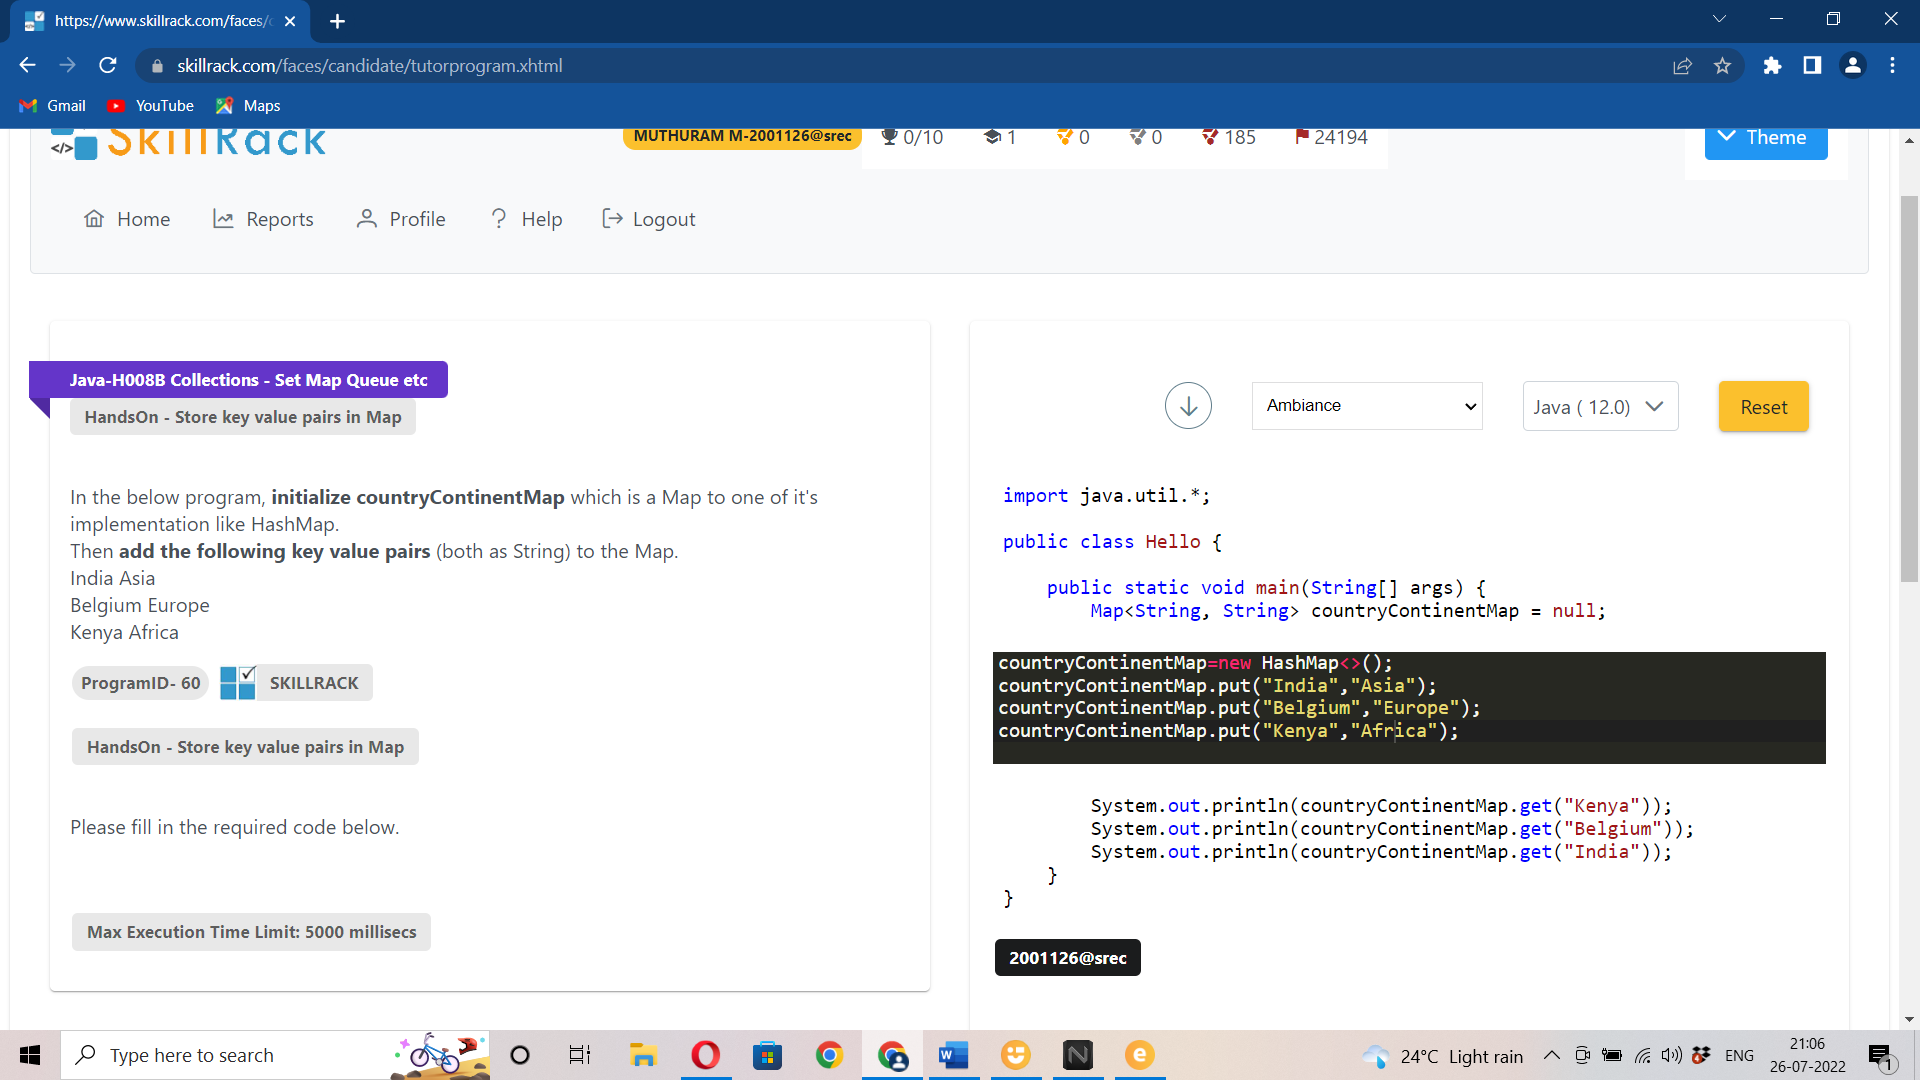 https://www.skillrack.com/faces/c
skillrack.com/faces/candidate/tutorprogram.xhtml
Gmail YouTube Maps
</> SkillRack MUTHURAM M-2001126@srec 0/10 1 0 0 185 24194 Theme
Home Reports Profile Help Logout
Java-H008B Collections - Set Map Queue etc
HandsOn - Store key value pairs in Map
In the below program, initialize countryContinentMap which is a Map to one of it's
implementation like HashMap.
Then add the following key value pairs (both as String) to the Map.
India Asia
Belgium Europe
Kenya Africa
ProgramID- 60 SKILLRACK
HandsOn - Store key value pairs in Map
Please fill in the required code below.
Max Execution Time Limit: 5000 millisecs
Ambiance Java ( 12.0) Reset
import java.util.*;
public class Hello {
public static void main(String[] args) {
Map<String, String> countryContinentMap = null;
countryContinentMap=new HashMap<>();
countryContinentMap.put("India","Asia");
countryContinentMap.put("Belgium","Europe");
countryContinentMap.put("Kenya","Africa");
System.out.println(countryContinentMap.get("Kenya"));
System.out.println(countryContinentMap.get("Belgium"));
System.out.println(countryContinentMap.get("India"));
}
}
2001126@srec
Type here to search
24°C Light rain ENG
21:06
26-07-2022
1